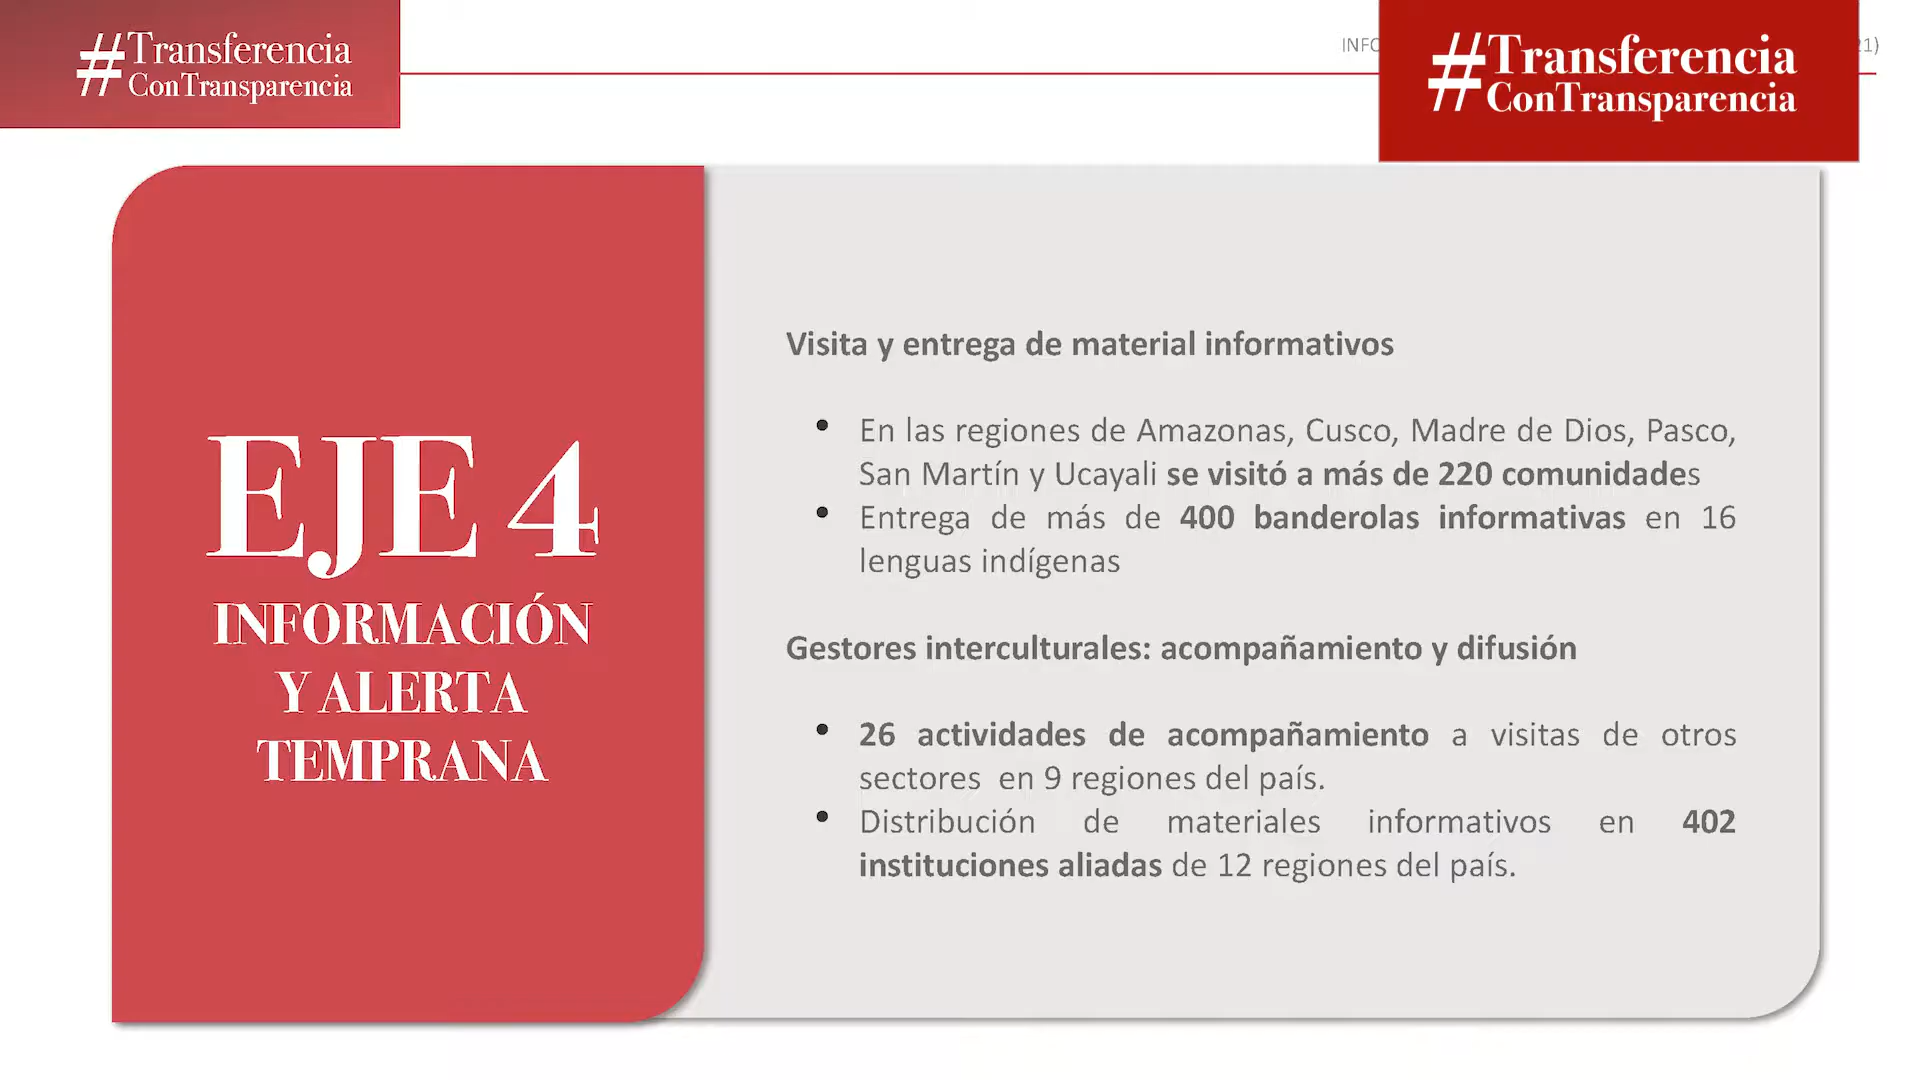 #Transferencia
ConTransparencia
#Transferencia
ConTransparencia
21)
EJE 4
INFORMACIÓN
Y ALERTA
TEMPRANA
Visita y entrega de material informativos
• En las regiones de Amazonas, Cusco, Madre de Dios, Pasco,
San Martín y Ucayali se visitó a más de 220 comunidades
• Entrega de más de 400 banderolas informativas en 16
lenguas indígenas
Gestores interculturales: acompañamiento y difusión
• 26 actividades de acompañamiento a visitas de otros
sectores en 9 regiones del país.
• Distribución de materiales informativos en 402
instituciones aliadas de 12 regiones del país.